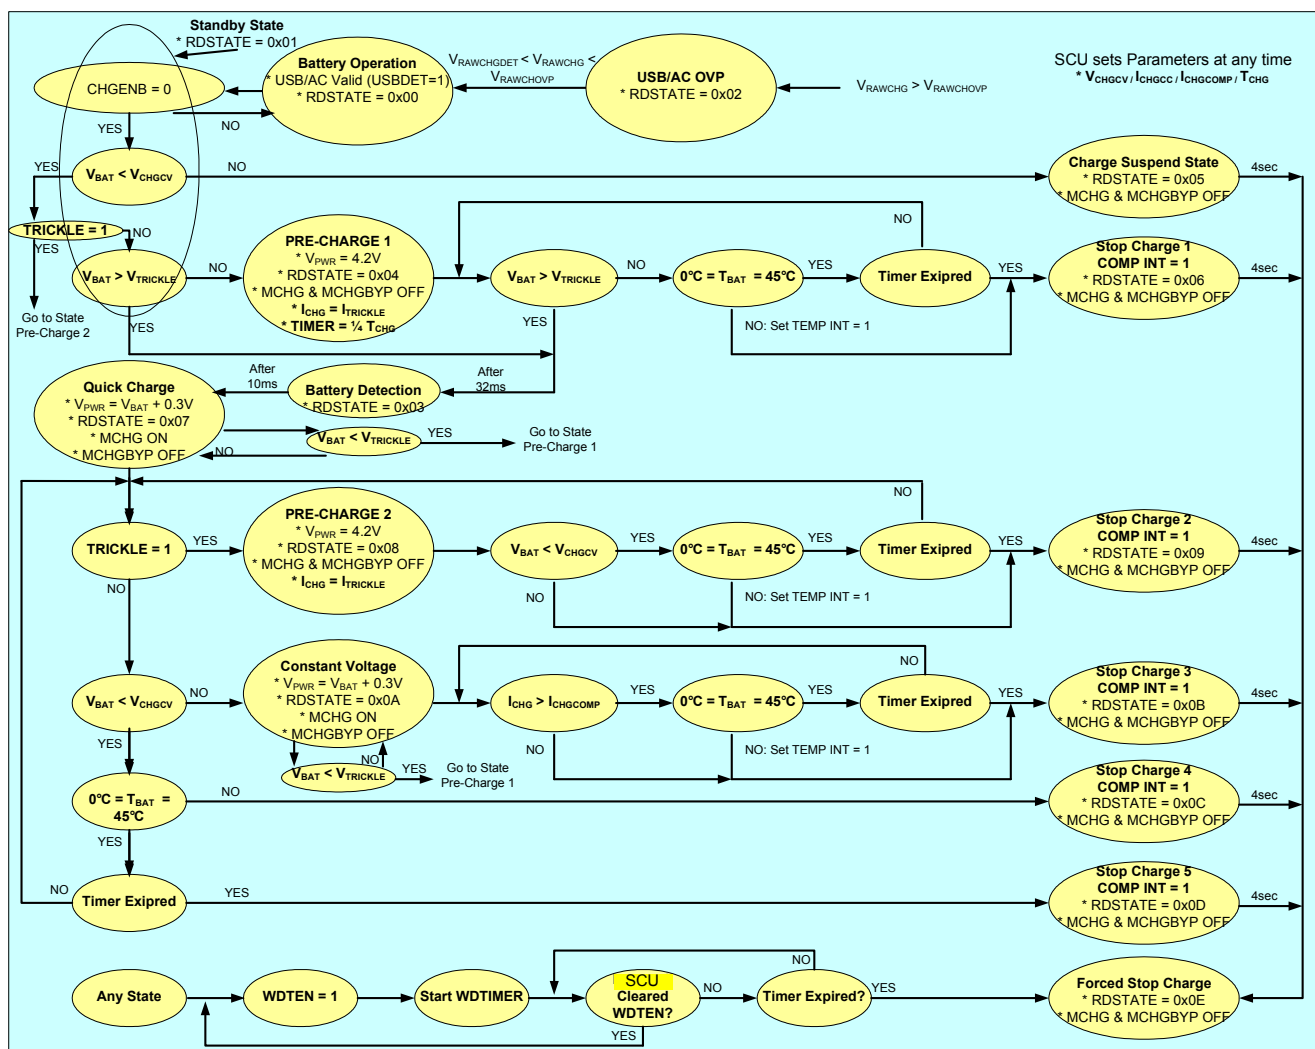 Standby State
* RDSTATE = 0x01
CHGENB = 0
Battery Operation
* USB/AC Valid (USBDET=1)
* RDSTATE = 0x00
VRAWCHGDET < VRAWCHG <
VRAWCHOVP
USB/AC OVP
* RDSTATE = 0x02
VRAWCHG > VRAWCHOVP
SCU sets Parameters at any time
* VCHGCV / ICHGCC / ICHGCOMP / TCHG
YES
NO
YES
VBAT < VCHGCV
NO
Charge Suspend State
* RDSTATE = 0x05
* MCHG & MCHGBYP OFF
4sec
TRICKLE = 1
NO
YES
VBAT > VTRICKLE
NO
YES
Go to State
Pre-Charge 2
PRE-CHARGE 1
* VPWR = 4.2V
* RDSTATE = 0x04
* MCHG & MCHGBYP OFF
* ICHG = ITRICKLE
* TIMER = ¼ TCHG
VBAT > VTRICKLE
NO
YES
0°C = TBAT = 45°C
YES
NO: Set TEMP INT = 1
Timer Exipred
NO
YES
Stop Charge 1
COMP INT = 1
* RDSTATE = 0x06
* MCHG & MCHGBYP OFF
4sec
After
32ms
Battery Detection
* RDSTATE = 0x03
After
10ms
Quick Charge
* VPWR = VBAT + 0.3V
* RDSTATE = 0x07
* MCHG ON
* MCHGBYP OFF
VBAT < VTRICKLE
NO
YES
Go to State
Pre-Charge 1
TRICKLE = 1
YES
NO
PRE-CHARGE 2
* VPWR = 4.2V
* RDSTATE = 0x08
* MCHG & MCHGBYP OFF
* ICHG = ITRICKLE
VBAT < VCHGCV
YES
NO
0°C = TBAT = 45°C
YES
NO: Set TEMP INT = 1
Timer Exipred
NO
YES
Stop Charge 2
COMP INT = 1
* RDSTATE = 0x09
* MCHG & MCHGBYP OFF
4sec
VBAT < VCHGCV
NO
YES
Constant Voltage
* VPWR = VBAT + 0.3V
* RDSTATE = 0x0A
* MCHG ON
* MCHGBYP OFF
NO
VBAT < VTRICKLE
YES
Go to State
Pre-Charge 1
ICHG > ICHGCOMP
YES
NO
0°C = TBAT = 45°C
YES
NO: Set TEMP INT = 1
Timer Exipred
NO
YES
Stop Charge 3
COMP INT = 1
* RDSTATE = 0x0B
* MCHG & MCHGBYP OFF
4sec
0°C = TBAT =
45°C
NO
YES
Stop Charge 4
COMP INT = 1
* RDSTATE = 0x0C
* MCHG & MCHGBYP OFF
4sec
NO
Timer Exipred
YES
Stop Charge 5
COMP INT = 1
* RDSTATE = 0x0D
* MCHG & MCHGBYP OFF
4sec
Any State
WDTEN = 1
Start WDTIMER
SCU
Cleared
WDTEN?
NO
YES
Timer Expired?
NO
YES
Forced Stop Charge
* RDSTATE = 0x0E
* MCHG & MCHGBYP OFF